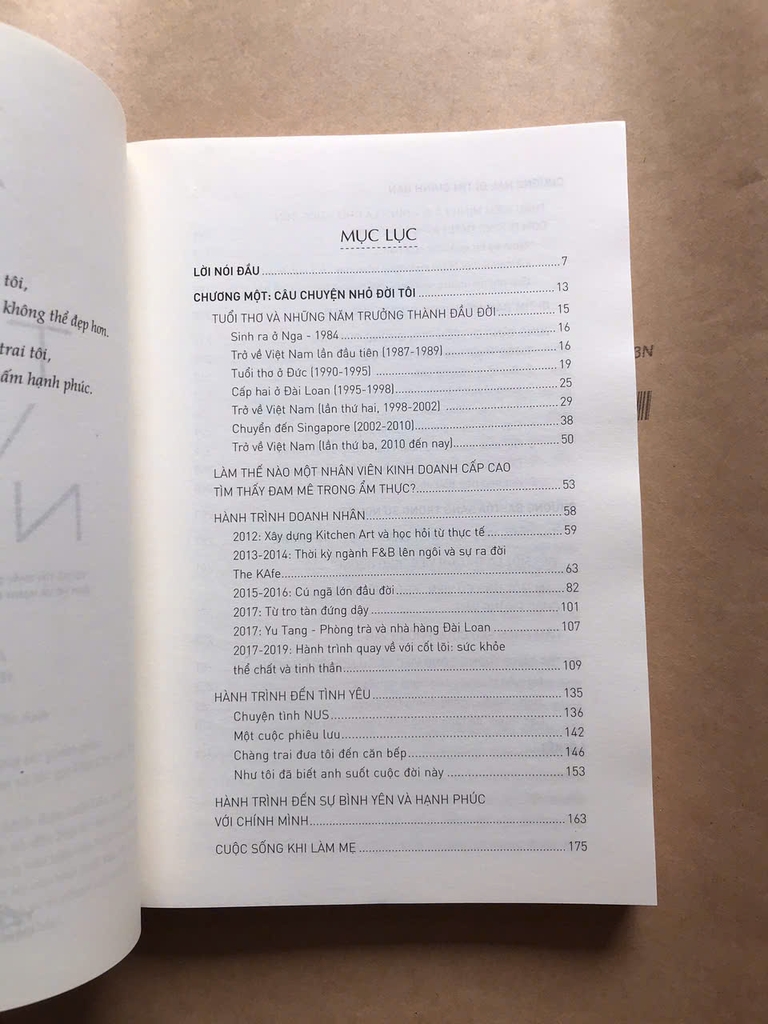 tôi,
không thể đẹp hơn.
trai tôi,
ấm hạnh phúc.
MỤC LỤC
LỜI NÓI ĐẦU 7
CHƯƠNG MỘT: CÂU CHUYỆN NHỎ ĐỜI TÔI 13
TUỔI THƠ VÀ NHỮNG NĂM TRƯỞNG THÀNH ĐẦU ĐỜI 15
Sinh ra ở Nga - 1984 16
Trở về Việt Nam lần đầu tiên (1987-1989) 16
Tuổi thơ ở Đức (1990-1995) 19
Cấp hai ở Đài Loan (1995-1998) 25
Trở về Việt Nam (lần thứ hai, 1998-2002) 29
Chuyển đến Singapore (2002-2010) 38
Trở về Việt Nam (lần thứ ba, 2010 đến nay) 50
LÀM THẾ NÀO MỘT NHÂN VIÊN KINH DOANH CẤP CAO
TÌM THẤY ĐAM MÊ TRONG ẨM THỰC? 53
HÀNH TRÌNH DOANH NHÂN 58
2012: Xây dựng Kitchen Art và học hỏi từ thực tế 59
2013-2014: Thời kỳ ngành F&B lên ngôi và sự ra đời
The KAfe 63
2015-2016: Cú ngã lớn đầu đời 82
2017: Từ tro tàn đứng dậy 101
2017: Yu Tang - Phòng trà và nhà hàng Đài Loan 107
2017-2019: Hành trình quay về với cốt lõi: sức khỏe
thể chất và tinh thần 109
HÀNH TRÌNH ĐẾN TÌNH YÊU 135
Chuyện tình NUS 136
Một cuộc phiêu lưu 142
Chàng trai đưa tôi đến căn bếp 146
Như tôi đã biết anh suốt cuộc đời này 153
HÀNH TRÌNH ĐẾN SỰ BÌNH YÊN VÀ HẠNH PHÚC
VỚI CHÍNH MÌNH 163
CUỘC SỐNG KHI LÀM MẸ 175